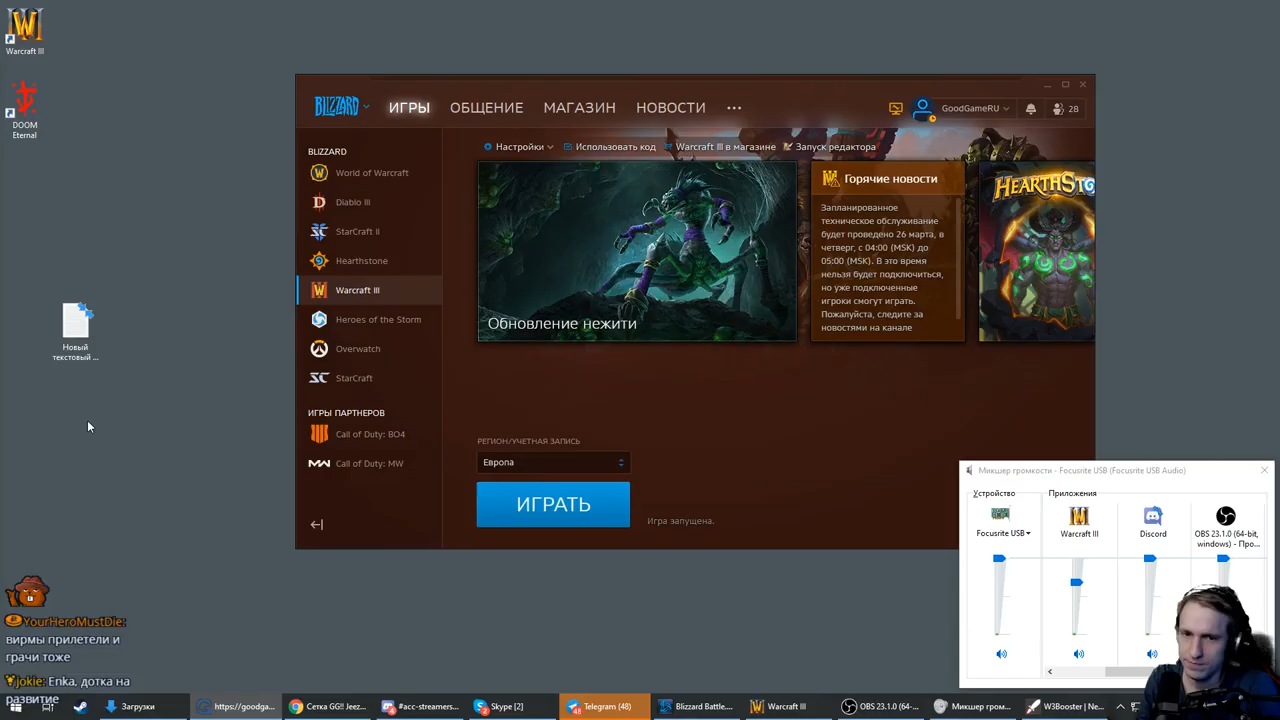 Warcraft III
DOOM
Eternal
Новый
текстовый ...
BLIZZARD
ИГРЫ
ОБЩЕНИЕ
МАГАЗИН
НОВОСТИ
GoodGameRU
28
BLIZZARD
World of Warcraft
Diablo III
StarCraft II
Hearthstone
Warcraft III
Heroes of the Storm
Overwatch
StarCraft
ИГРЫ ПАРТНЕРОВ
Call of Duty: BO4
Call of Duty: MW
Настройки
Использовать код
Warcraft III в магазине
Запуск редактора
Обновление нежити
Горячие новости
Запланированное
техническое обслуживание
будет проведено 26 марта, в
четверг, с 04:00 (MSK) до
05:00 (MSK). В это время
нельзя будет подключиться,
но уже подключенные
игроки смогут играть.
Пожалуйста, следите за
новостями на канале
HEARTHSTO
РЕГИОН/УЧЕТНАЯ ЗАПИСЬ
Европа
ИГРАТЬ
Игра запущена.
Микшер громкости - Focusrite USB (Focusrite USB Audio)
Устройство
Приложения
Focusrite USB
Warcraft III
Discord
OBS 23.1.0 (64-bit,
windows) - Про...
YourHeroMustDie:
вирмы прилетели и
грачи тоже
jokie: Enka, дотка на
развитие
Загрузки
https://goodga...
Сетка GG!! Jeez...
#acc-streamers...
Skype [2]
48
Telegram (48)
Blizzard Battle....
Warcraft III
OBS 23.1.0 (64-...
Микшер гром...
W3Booster | Ne...